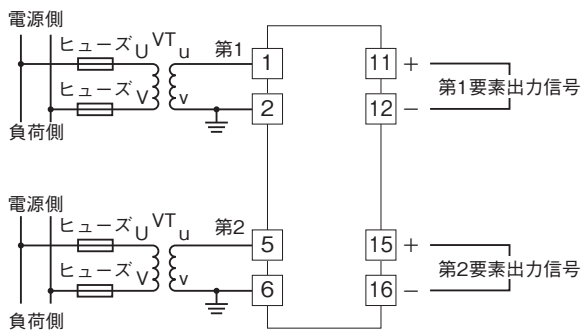 電源側
ヒューズ U VT u 第1 1 11 +
第1要素出力信号
ヒューズ V v 2 12 −
負荷側
電源側
ヒューズ U VT u 第2 5 15 +
第2要素出力信号
ヒューズ V v 6 16 −
負荷側